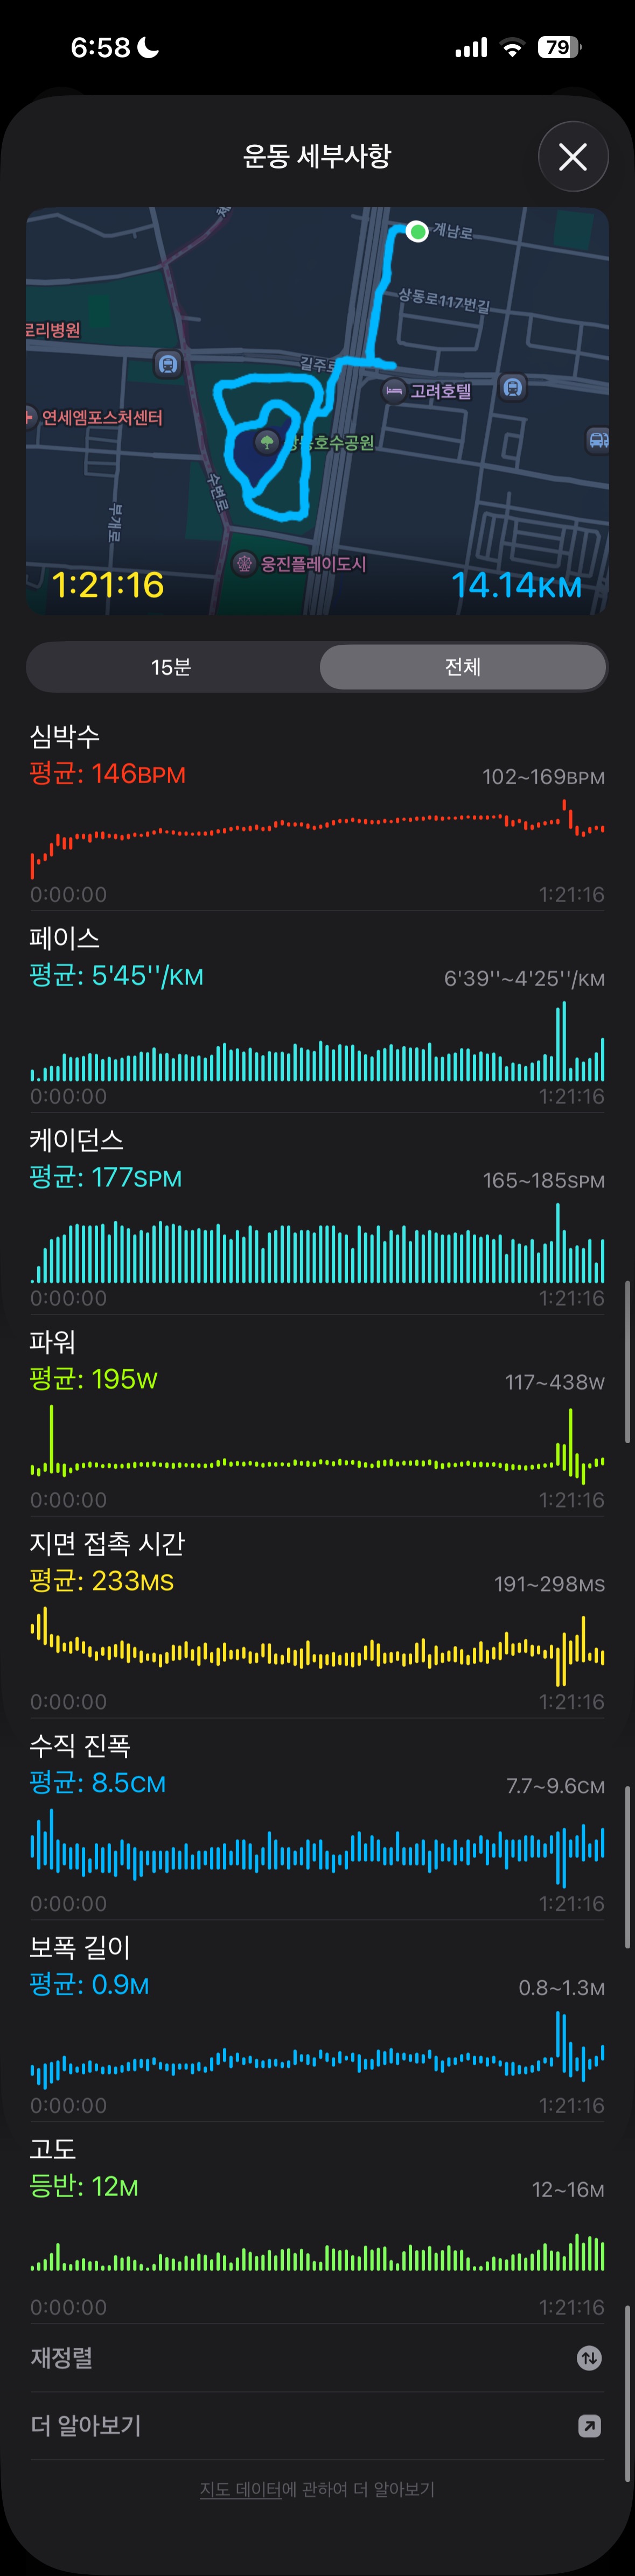 6:58
79
운동 세부사항
계남로
상동로117번길
길주로
고려호텔
연세엠포스처센터
수변로
부개로
웅진플레이도시
1:21:16
14.14KM
15분
전체
심박수
평균: 146BPM
102~169BPM
0:00:00
1:21:16
페이스
평균: 5'45''/KM
6'39''~4'25''/KM
0:00:00
1:21:16
케이던스
평균: 177SPM
165~185SPM
0:00:00
1:21:16
파워
평균: 195W
117~438W
0:00:00
1:21:16
지면 접촉 시간
평균: 233MS
191~298MS
0:00:00
1:21:16
수직 진폭
평균: 8.5CM
7.7~9.6CM
0:00:00
1:21:16
보폭 길이
평균: 0.9M
0.8~1.3M
0:00:00
1:21:16
고도
등반: 12M
12~16M
0:00:00
1:21:16
재정렬
더 알아보기
지도 데이터에 관하여 더 알아보기